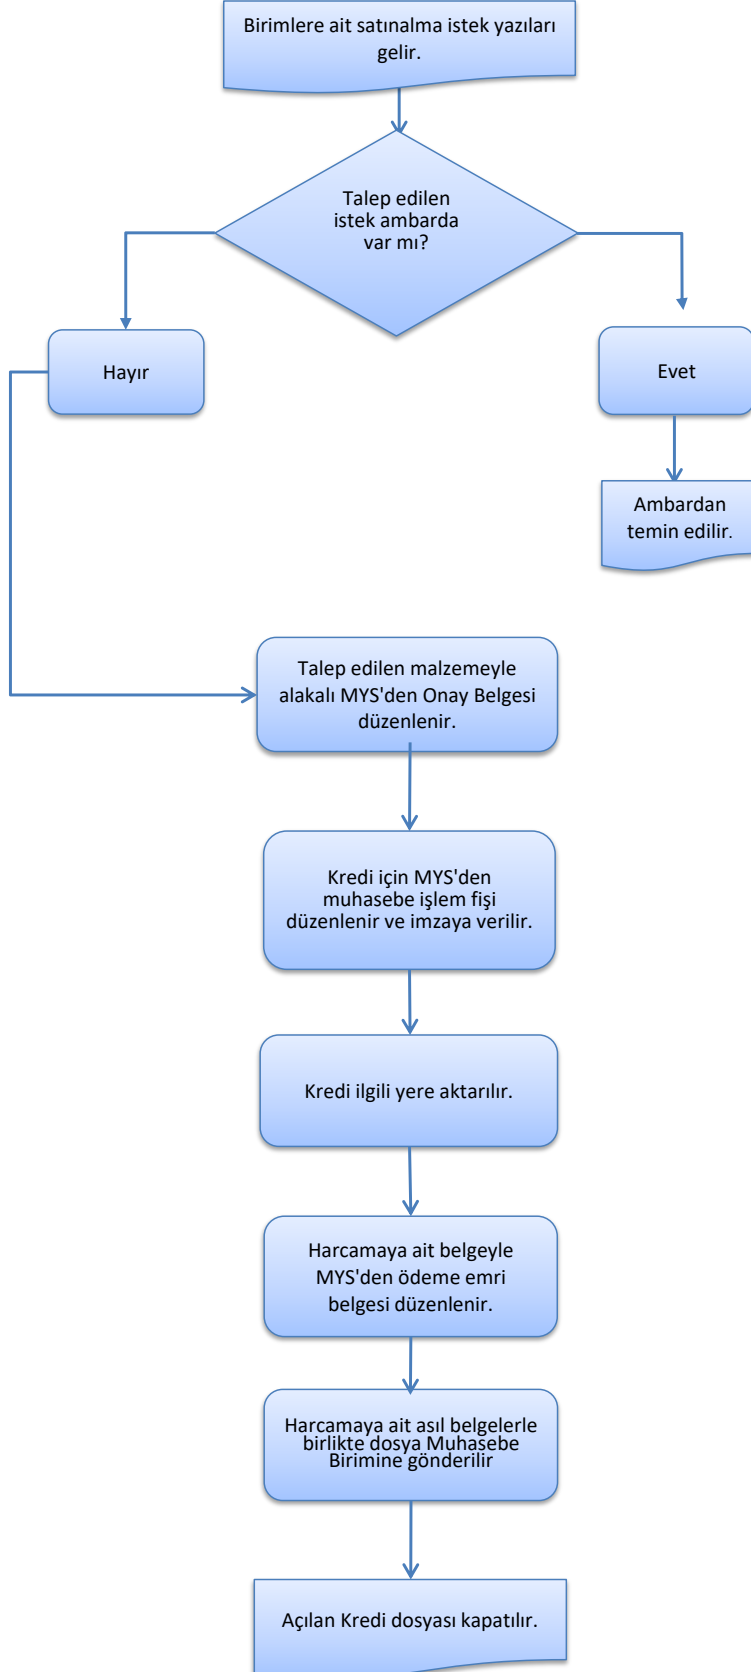 Birimlere ait satınalma istek yazıları
gelir.
Talep edilen
istek ambarda
var mı?
Hayır
Evet
Ambardan
temin edilir.
Talep edilen malzemeyle
alakalı MYS'den Onay Belgesi
düzenlenir.
Kredi için MYS'den
muhasebe işlem fişi
düzenlenir ve imzaya verilir.
Kredi ilgili yere aktarılır.
Harcamaya ait belgeyle
MYS'den ödeme emri
belgesi düzenlenir.
Harcamaya ait asıl belgelerle
birlikte dosya Muhasebe
Birimine gönderilir
Açılan Kredi dosyası kapatılır.